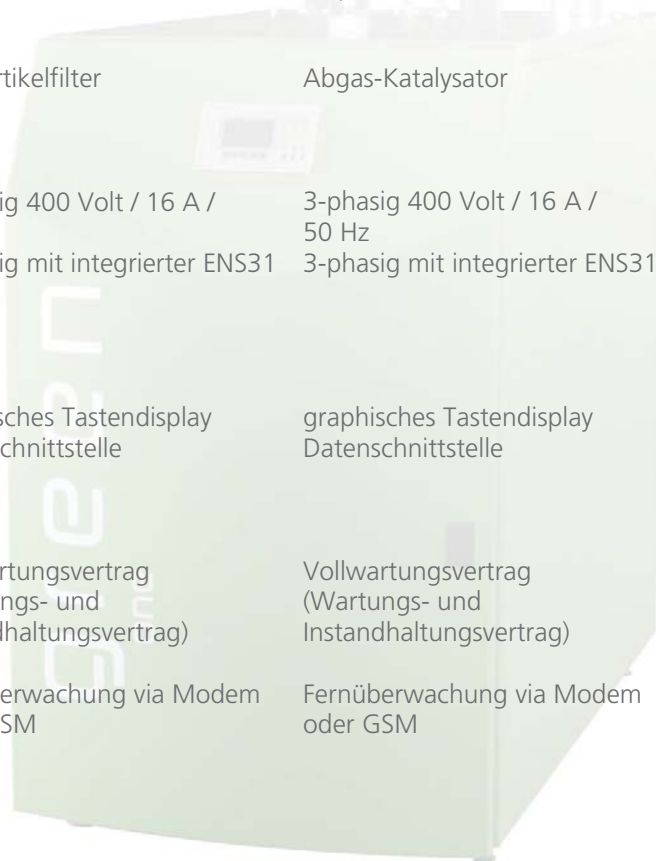 rtikelfilter
Abgas-Katalysator
ig 400 Volt / 16 A /
3-phasig 400 Volt / 16 A /
50 Hz
ig mit integrierter ENS31
3-phasig mit integrierter ENS31
sches Tastendisplay
graphisches Tastendisplay
chnittstelle
Datenschnittstelle
rtungsvertrag
Vollwartungsvertrag
ngs- und
(Wartungs- und
dhaltungsvertrag)
Instandhaltungsvertrag)
erwachung via Modem
Fernüberwachung via Modem
SM
oder GSM